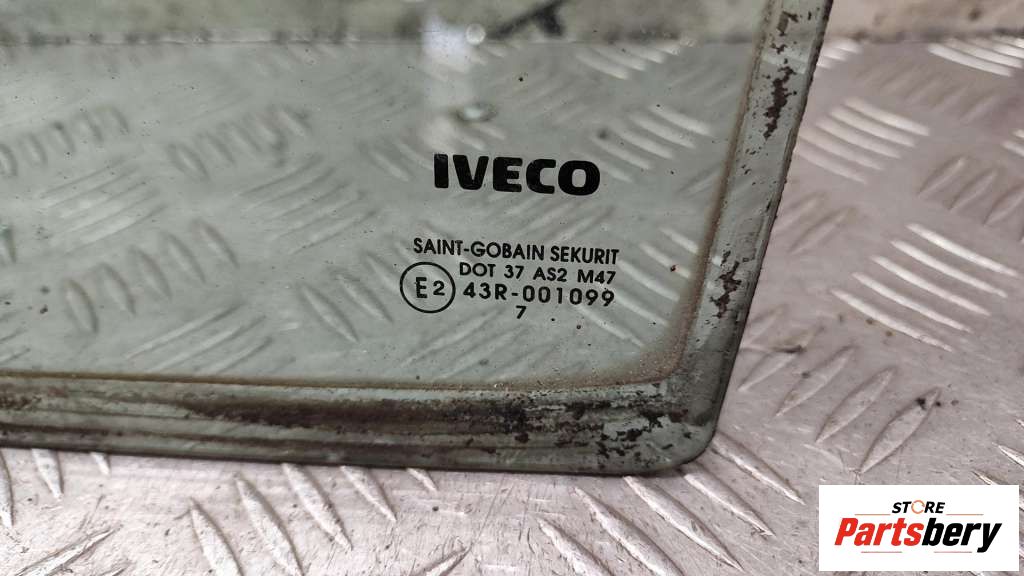 IVECO
SAINT-GOBAIN SEKURIT
DOT 37 AS2 M47
E2 43R-001099
7
STORE
Partsbery